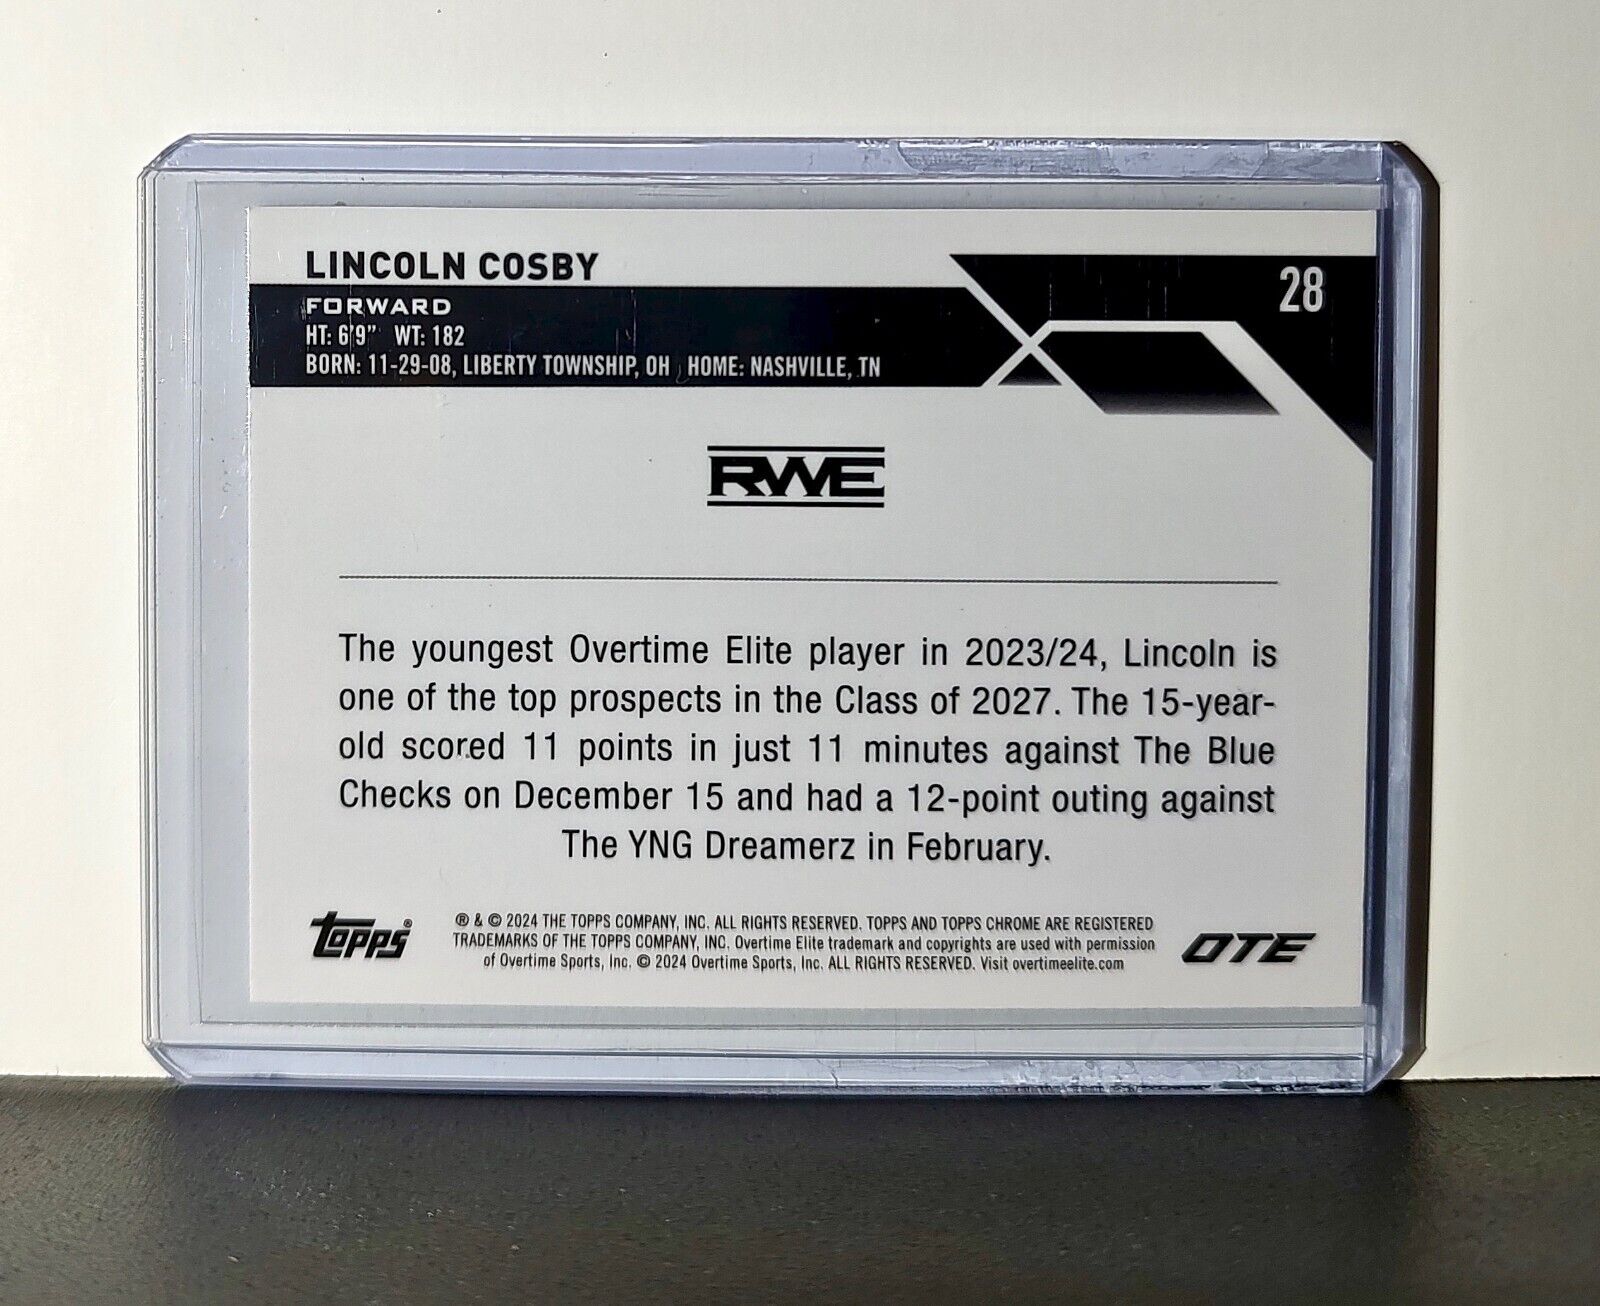 LINCOLN COSBY
28
FORWARD
HT: 6'9" WT: 182
BORN: 11-29-08, LIBERTY TOWNSHIP, OH HOME: NASHVILLE, TN
RWE
The youngest Overtime Elite player in 2023/24, Lincoln is
one of the top prospects in the Class of 2027. The 15-year-
old scored 11 points in just 11 minutes against The Blue
Checks on December 15 and had a 12-point outing against
The YNG Dreamerz in February.
topps®
® & © 2024 THE TOPPS COMPANY, INC. ALL RIGHTS RESERVED. TOPPS AND TOPPS CHROME ARE REGISTERED
TRADEMARKS OF THE TOPPS COMPANY, INC. Overtime Elite trademark and copyrights are used with permission
of Overtime Sports, Inc. © 2024 Overtime Sports, Inc. ALL RIGHTS RESERVED. Visit overtimeelite.com
OTE